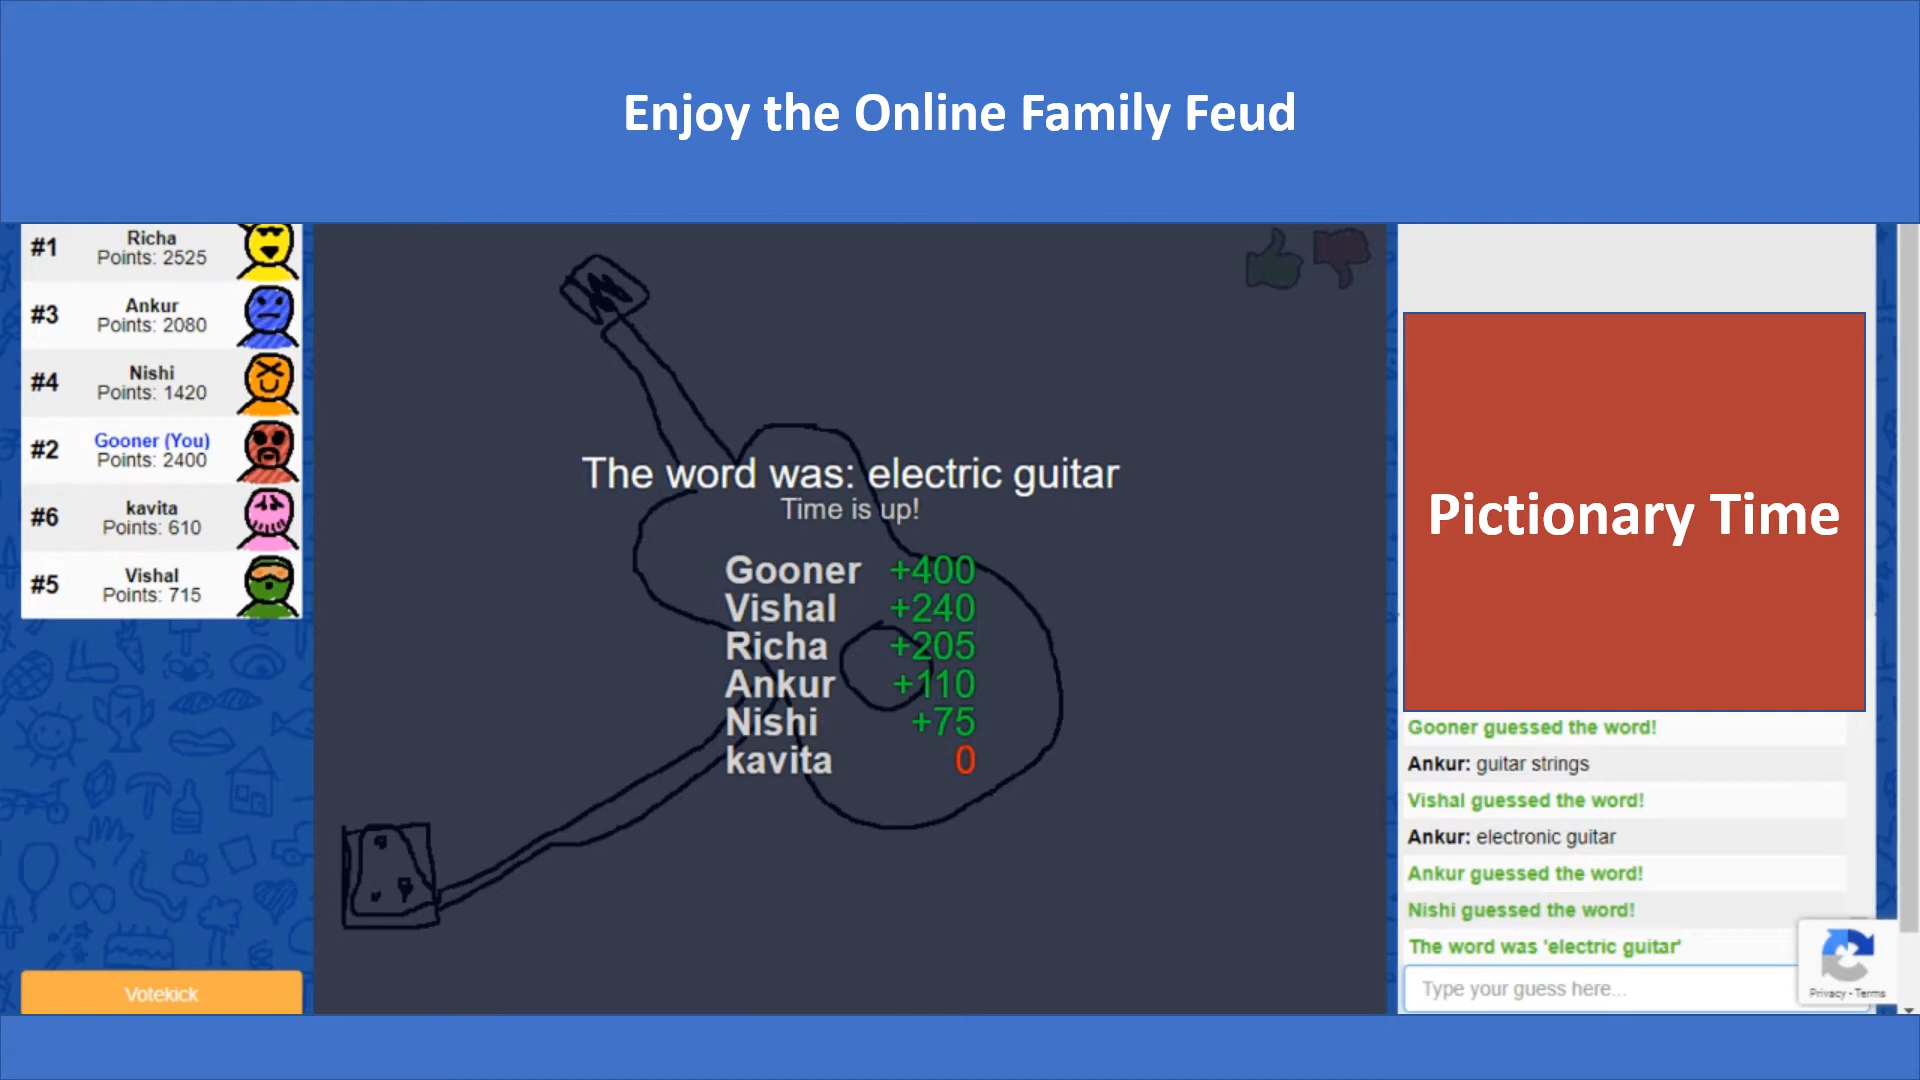 Enjoy the Online Family Feud
#1
Richa
Points: 2525
#3
Ankur
Points: 2080
#4
Nishi
Points: 1420
#2
Gooner (You)
Points: 2400
#6
kavita
Points: 610
#5
Vishal
Points: 715
Votekick
The word was: electric guitar
Time is up!
Gooner +400
Vishal +240
Richa +205
Ankur +110
Nishi +75
kavita 0
Pictionary Time
Gooner guessed the word!
Ankur: guitar strings
Vishal guessed the word!
Ankur: electronic guitar
Ankur guessed the word!
Nishi guessed the word!
The word was 'electric guitar'
Type your guess here...
Privacy - Terms